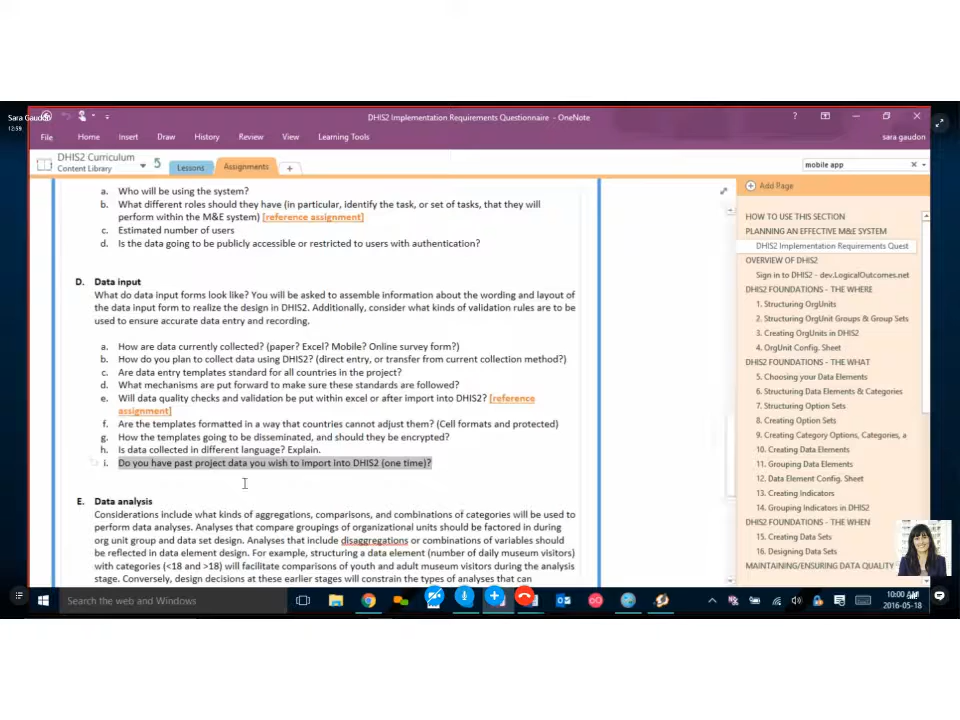 Sara Gaudon
12:59
DHIS2 Implementation Requirements Questionnaire - OneNote
?
sara gaudon
File Home Insert Draw History Review View Learning Tools
DHIS2 Curriculum
Content Library
Lessons
Assignments
mobile app
a. Who will be using the system?
b. What different roles should they have (in particular, identify the task, or set of tasks, that they will
perform within the M&E system) [reference assignment]
c. Estimated number of users
d. Is the data going to be publicly accessible or restricted to users with authentication?
D. Data input
What do data input forms look like? You will be asked to assemble information about the wording and layout of
the data input form to realize the design in DHIS2. Additionally, consider what kinds of validation rules are to be
used to ensure accurate data entry and recording.
a. How are data currently collected? (paper? Excel? Mobile? Online survey form?)
b. How do you plan to collect data using DHIS2? (direct entry, or transfer from current collection method?)
c. Are data entry templates standard for all countries in the project?
d. What mechanisms are put forward to make sure these standards are followed?
e. Will data quality checks and validation be put within excel or after import into DHIS2? [reference
assignment]
f. Are the templates formatted in a way that countries cannot adjust them? (Cell formats and protected)
g. How the templates going to be disseminated, and should they be encrypted?
h. Is data collected in different language? Explain.
i. Do you have past project data you wish to import into DHIS2 (one time)?
E. Data analysis
Considerations include what kinds of aggregations, comparisons, and combinations of categories will be used to
perform data analyses. Analyses that compare groupings of organizational units should be factored in during
org unit group and data set design. Analyses that include disaggregations or combinations of variables should
be reflected in data element design. For example, structuring a data element (number of daily museum visitors)
with categories (<18 and >18) will facilitate comparisons of youth and adult museum visitors during the analysis
stage. Conversely, design decisions at these earlier stages will constrain the types of analyses that can
Add Page
HOW TO USE THIS SECTION
PLANNING AN EFFECTIVE M&E SYSTEM
DHIS2 Implementation Requirements Quest
OVERVIEW OF DHIS2
Sign in to DHIS2 - dev.LogicalOutcomes.net
DHIS2 FOUNDATIONS - THE WHERE
1. Structuring OrgUnits
2. Structuring OrgUnit Groups & Group Sets
3. Creating OrgUnits in DHIS2
4. OrgUnit Config. Sheet
DHIS2 FOUNDATIONS - THE WHAT
5. Choosing your Data Elements
6. Structuring Data Elements & Categories
7. Structuring Option Sets
8. Creating Option Sets
9. Creating Category Options, Categories, a
10. Creating Data Elements
11. Grouping Data Elements
12. Data Element Config. Sheet
13. Creating Indicators
14. Grouping Indicators in DHIS2
DHIS2 FOUNDATIONS - THE WHEN
15. Creating Data Sets
16. Designing Data Sets
MAINTAINING/ENSURING DATA QUALITY
Search the web and Windows
10:00 AM
2016-05-18